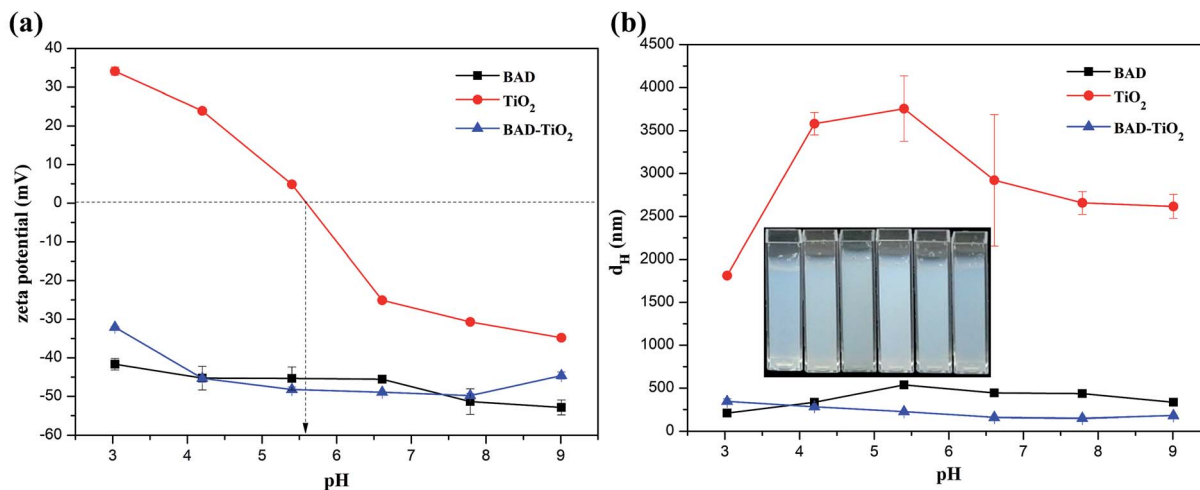 (a)
40
30
20
10
0
-10
-20
-30
-40
-50
-60
zeta potential (mV)
BAD
TiO₂
BAD-TiO₂
3 4 5 6 7 8 9
pH
(b)
4500
4000
3500
3000
2500
2000
1500
1000
500
0
d_H (nm)
BAD
TiO₂
BAD-TiO₂
3 4 5 6 7 8 9
pH